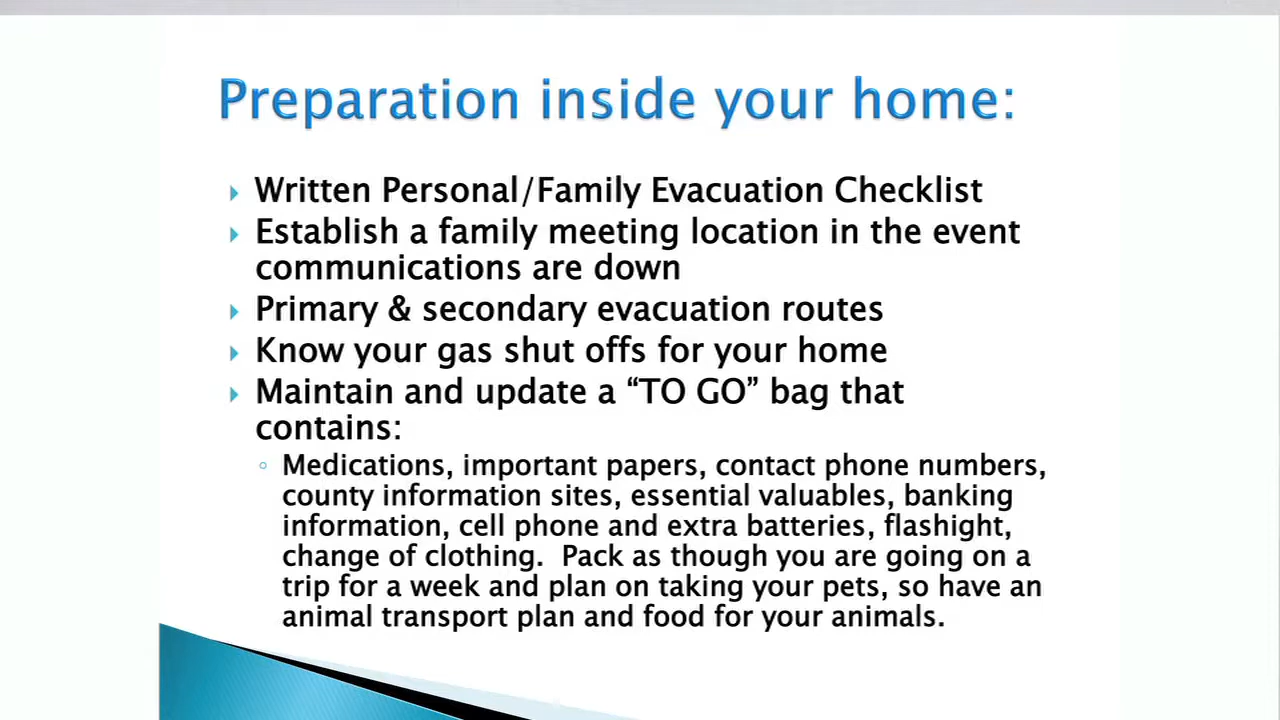 Preparation inside your home:
Written Personal/Family Evacuation Checklist
Establish a family meeting location in the event
communications are down
Primary & secondary evacuation routes
Know your gas shut offs for your home
Maintain and update a “TO GO” bag that
contains:
Medications, important papers, contact phone numbers,
county information sites, essential valuables, banking
information, cell phone and extra batteries, flashight,
change of clothing.  Pack as though you are going on a
trip for a week and plan on taking your pets, so have an
animal transport plan and food for your animals.